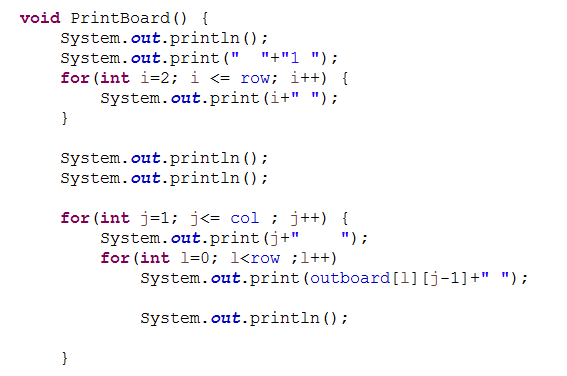 void PrintBoard() {
    System.out.println();
    System.out.print("  "+"1 ");
    for(int i=2; i <= row; i++) {
        System.out.print(i+" ");
    }

    System.out.println();
    System.out.println();

    for(int j=1; j<= col ; j++) {
        System.out.print(j+"    ");
        for(int l=0; l<row ;l++)
            System.out.print(outboard[l][j-1]+" ");

            System.out.println();

    }